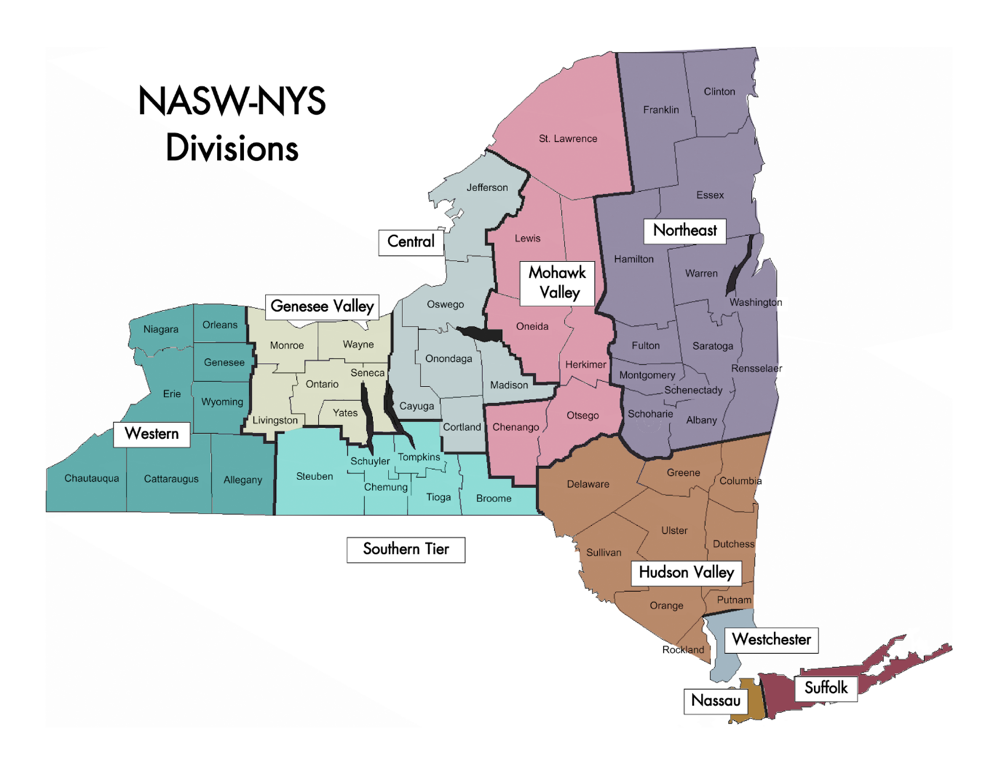 NASW-NYS
Divisions
Clinton
Franklin
St. Lawrence
Jefferson
Essex
Northeast
Central
Lewis
Hamilton
Mohawk
Valley
Warren
Washington
Genesee Valley
Oswego
Niagara
Orleans
Oneida
Monroe
Wayne
Fulton
Saratoga
Onondaga
Genesee
Herkimer
Rensselaer
Seneca
Montgomery
Ontario
Madison
Schenectady
Erie
Wyoming
Cayuga
Yates
Otsego
Schoharie
Albany
Livingston
Cortland
Chenango
Western
Tompkins
Schuyler
Greene
Chautauqua
Cattaraugus
Allegany
Steuben
Columbia
Delaware
Chemung
Tioga
Broome
Ulster
Dutchess
Southern Tier
Sullivan
Hudson Valley
Putnam
Orange
Westchester
Rockland
Suffolk
Nassau